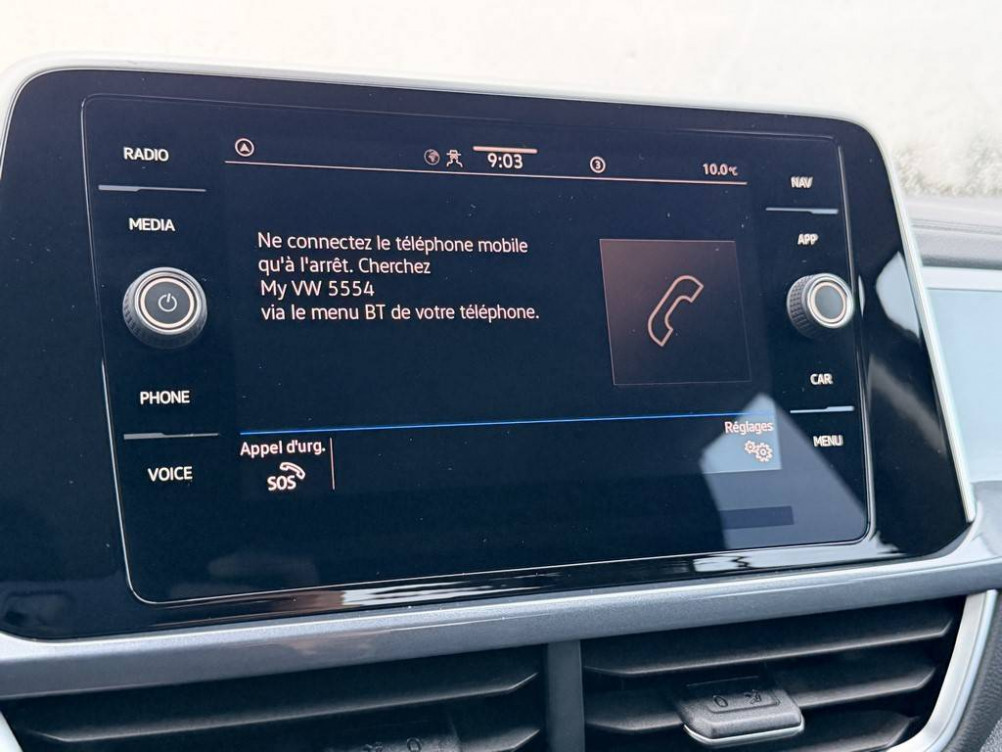 RADIO
MEDIA
PHONE
VOICE
9:03
3
10.0°C
Ne connectez le téléphone mobile
qu'à l'arrêt. Cherchez
My VW 5554
via le menu BT de votre téléphone.
Appel d'urg.
SOS
Réglages
NAV
APP
CAR
MENU